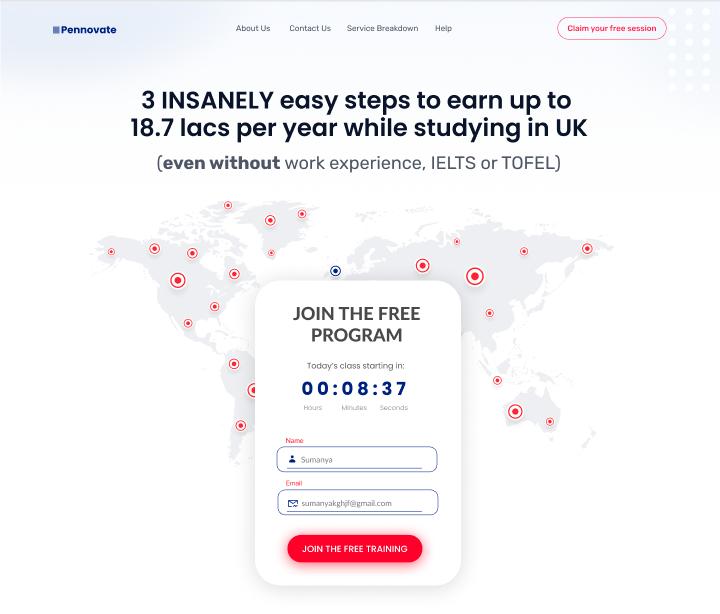 Pennovate
About Us
Contact Us
Service Breakdown
Help
Claim your free session
3 INSANELY easy steps to earn up to
18.7 lacs per year while studying in UK
(even without work experience, IELTS or TOFEL)
JOIN THE FREE
PROGRAM
Today's class starting in:
00:08:37
Hours Minutes Seconds
Name
Sumanya
Email
sumanyakghjf@gmail.com
JOIN THE FREE TRAINING